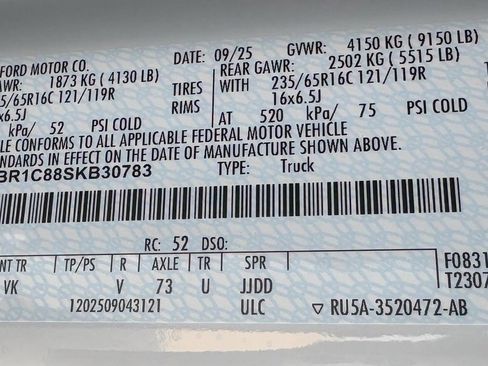 FORD MOTOR CO. DATE: 09/25 GVWR: 4150 KG ( 9150 LB)
AWR: 1873 KG ( 4130 LB) REAR GAWR: 2502 KG ( 5515 LB)
5/65R16C 121/119R TIRES WITH 235/65R16C 121/119R
6x6.5J RIMS 16x6.5J
kPa/ 52 PSI COLD AT 520 kPa/ 75 PSI COLD
LE CONFORMS TO ALL APPLICABLE FEDERAL MOTOR VEHICLE
ANDARDS IN EFFECT ON THE DATE OF MANUFACTURE SHOWN ABOVE.
BR1C88SKB30783 TYPE: Truck
RC: 52 DSO:
NT TR TP/PS R AXLE TR SPR F0831
VK V 73 U JJDD T2307
1202509043121 ULC RU5A-3520472-AB